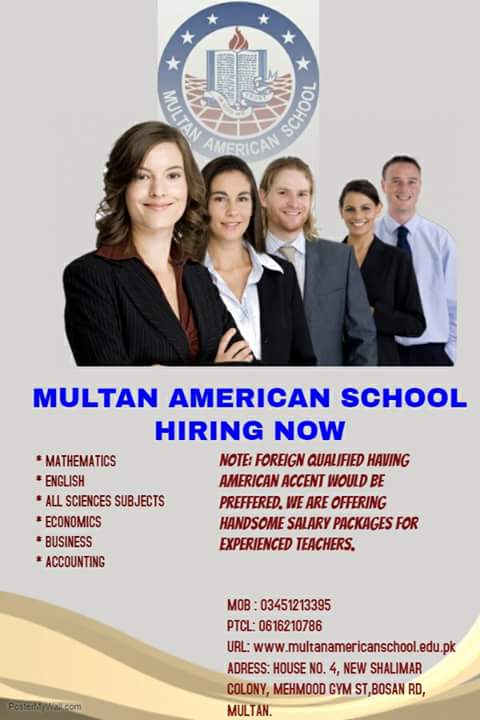 MULTAN AMERICAN SCHOOL
MULTAN AMERICAN SCHOOL
HIRING NOW
* MATHEMATICS
* ENGLISH
* ALL SCIENCES SUBJECTS
* ECONOMICS
* BUSINESS
* ACCOUNTING
NOTE: FOREIGN QUALIFIED HAVING
AMERICAN ACCENT WOULD BE
PREFFERED. WE ARE OFFERING
HANDSOME SALARY PACKAGES FOR
EXPERIENCED TEACHERS.
MOB : 03451213395
PTCL: 0616210786
URL: www.multanamericanschool.edu.pk
ADRESS: HOUSE NO. 4, NEW SHALIMAR
COLONY, MEHMOOD GYM ST,BOSAN RD,
MULTAN.
PosterMyWall.com